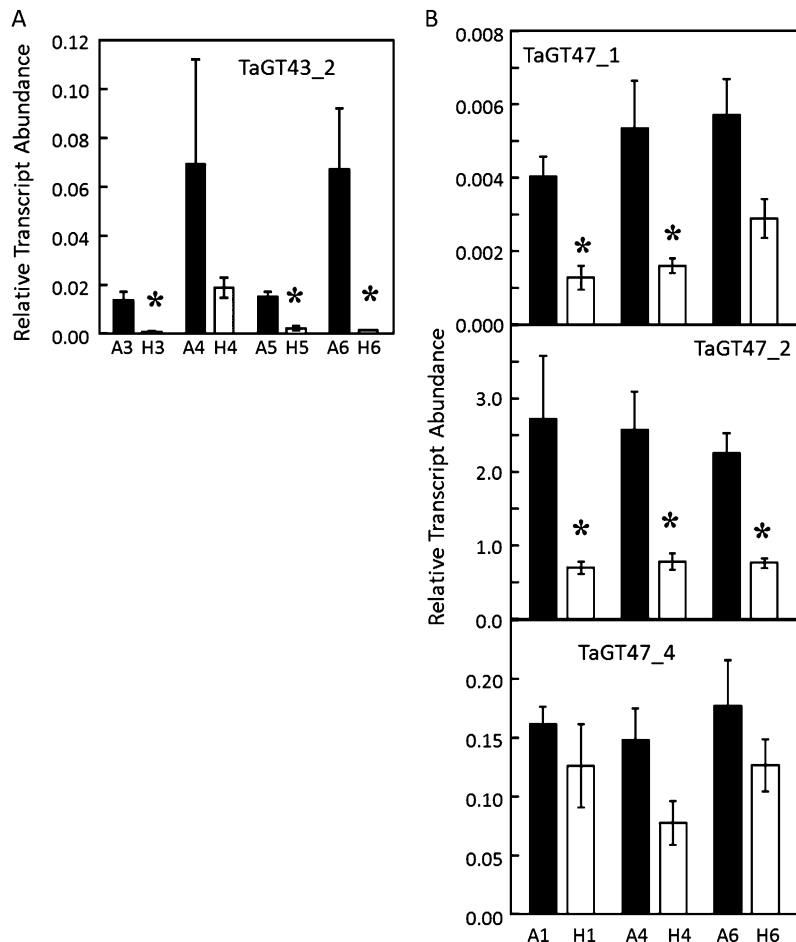 A
Relative Transcript Abundance
TaGT43_2
0.12
0.10
0.08
0.06
0.04
0.02
0.00
* * *
A3 H3 A4 H4 A5 H5 A6 H6
B
Relative Transcript Abundance
TaGT47_1
0.008
0.006
0.004
0.002
0.000
* *
TaGT47_2
3.0
2.0
1.0
0.0
* * *
TaGT47_4
0.20
0.15
0.10
0.05
0.00
A1 H1 A4 H4 A6 H6